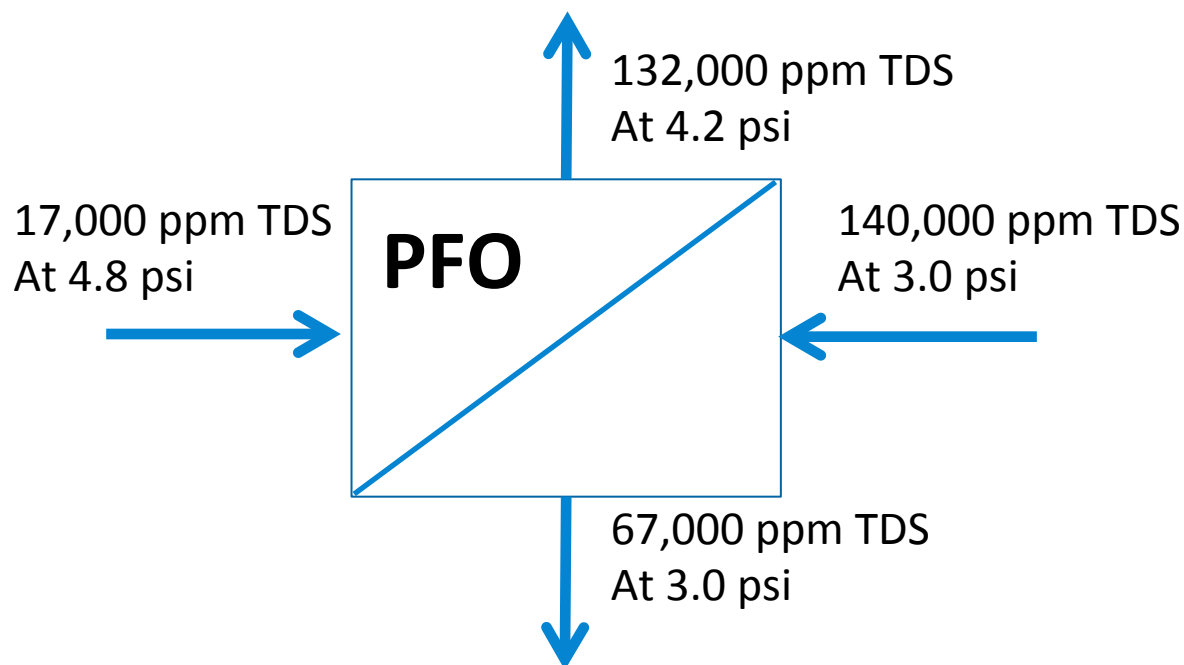 132,000 ppm TDS
At 4.2 psi
17,000 ppm TDS
At 4.8 psi
PFO
140,000 ppm TDS
At 3.0 psi
67,000 ppm TDS
At 3.0 psi